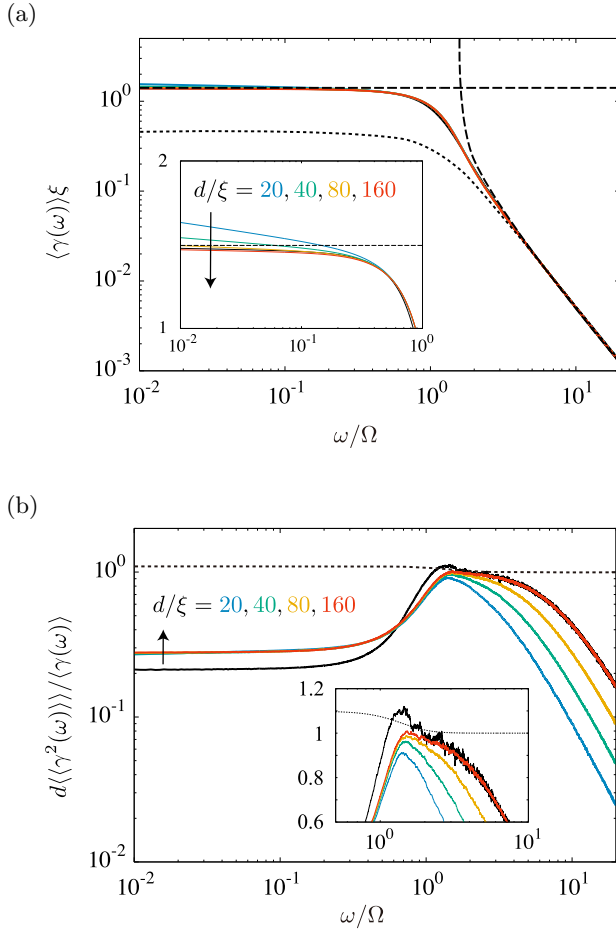 (a)
10^0
10^{-1}
10^{-2}
10^{-3}
⟨γ(ω)⟩ξ
2
d/ξ = 20, 40, 80, 160
1
10^{-2} 10^{-1} 10^0
10^{-2} 10^{-1} 10^0 10^1
ω/Ω
(b)
10^0
10^{-1}
10^{-2}
d⟨⟨γ^2(ω)⟩⟩/⟨γ(ω)⟩
d/ξ = 20, 40, 80, 160
1.2
1.1
1
0.8
0.6
10^0 10^1
10^{-2} 10^{-1} 10^0 10^1
ω/Ω